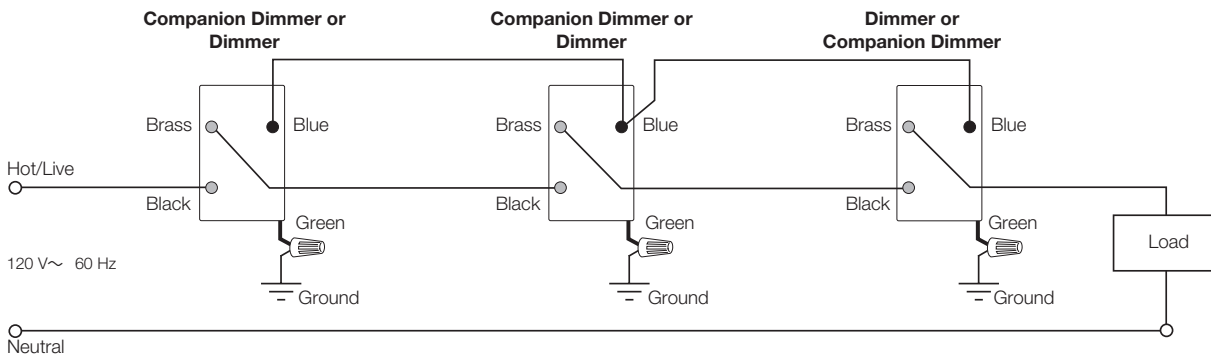 Companion Dimmer or
Dimmer
Companion Dimmer or
Dimmer
Dimmer or
Companion Dimmer
Brass
Blue
Brass
Blue
Brass
Blue
Hot/Live
Black
Black
Black
Green
Green
Green
Load
120 V~ 60 Hz
Ground
Ground
Ground
Neutral